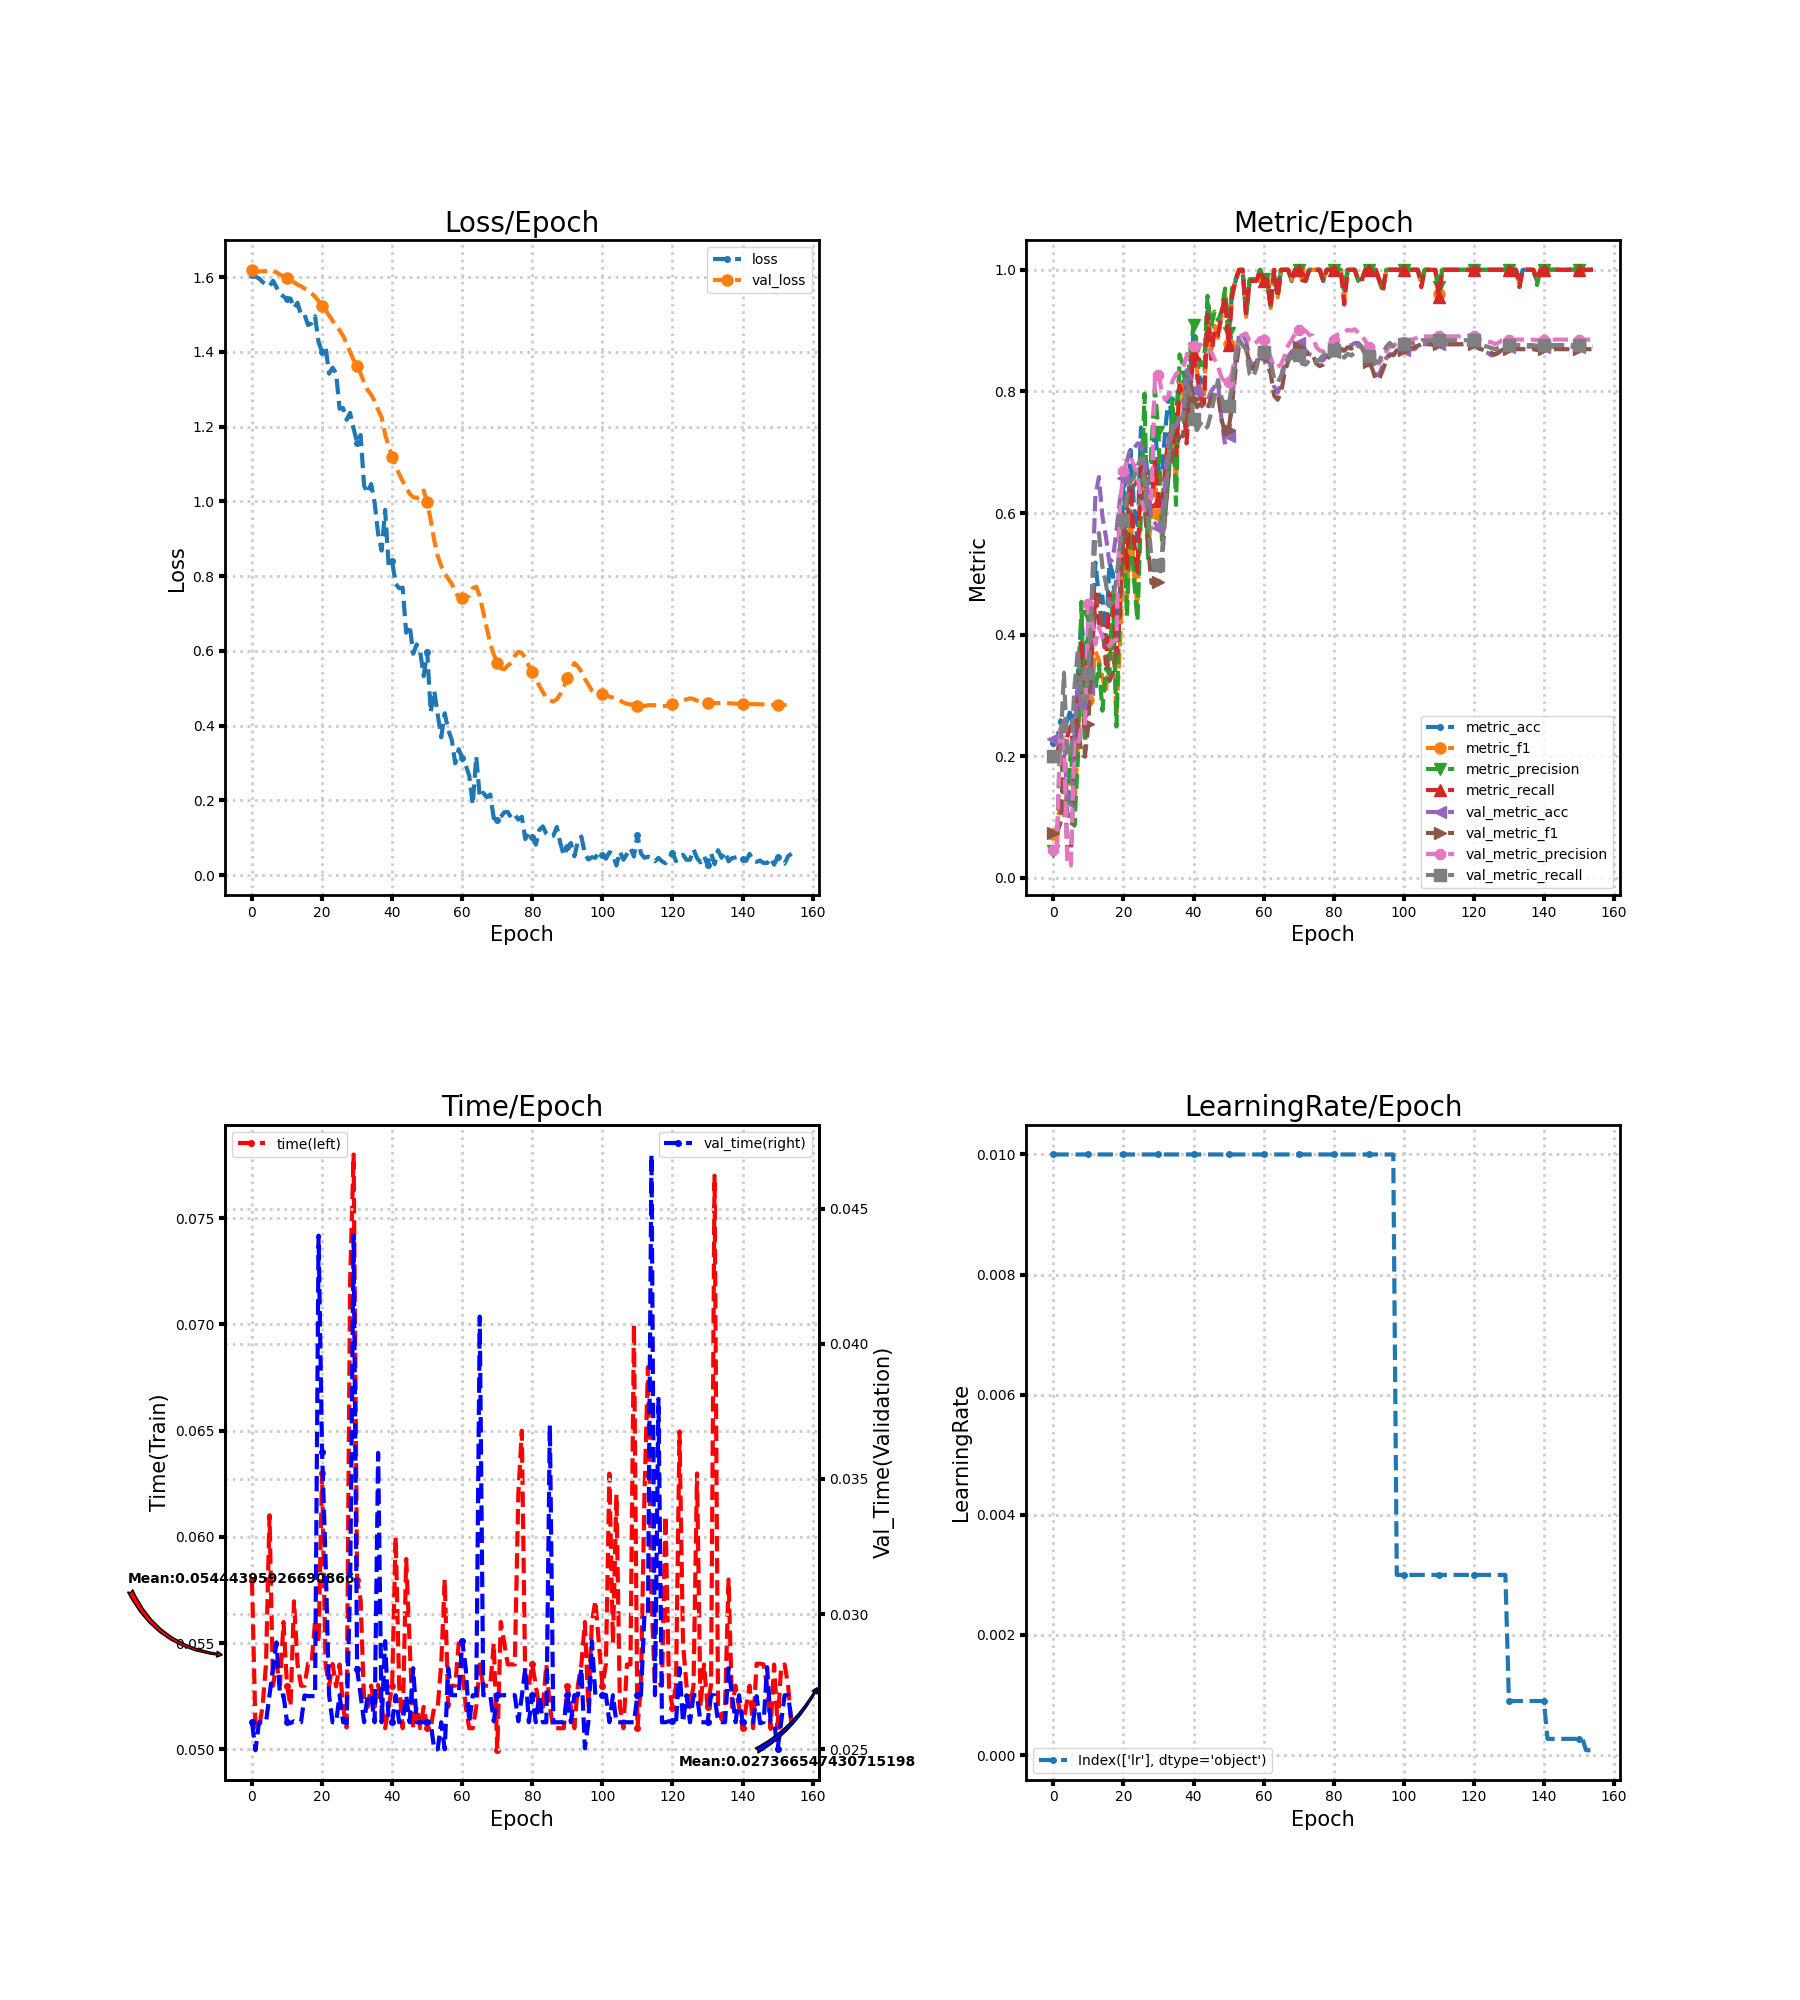 Loss/Epoch
Loss
1.6
1.4
1.2
1.0
0.8
0.6
0.4
0.2
0.0
loss
val_loss
0 20 40 60 80 100 120 140 160
Epoch
Metric/Epoch
Metric
1.0
0.8
0.6
0.4
0.2
0.0
metric_acc
metric_f1
metric_precision
metric_recall
val_metric_acc
val_metric_f1
val_metric_precision
val_metric_recall
0 20 40 60 80 100 120 140 160
Epoch
Time/Epoch
time(left)
val_time(right)
Time(Train)
0.075
0.070
0.065
0.060
0.055
0.050
Mean:0.05444395926690866
Val_Time(Validation)
0.045
0.040
0.035
0.030
0.025
Mean:0.027366547430715198
0 20 40 60 80 100 120 140 160
Epoch
LearningRate/Epoch
LearningRate
0.010
0.008
0.006
0.004
0.002
0.000
Index(['lr'], dtype='object')
0 20 40 60 80 100 120 140 160
Epoch